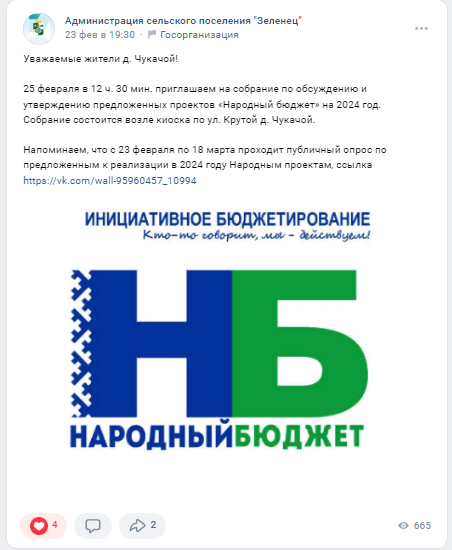 Администрация сельского поселения "Зеленец"
23 фев в 19:30 · Госорганизация
Уважаемые жители д. Чукачой!
25 февраля в 12 ч. 30 мин. приглашаем на собрание по обсуждению и
утверждению предложенных проектов «Народный бюджет» на 2024 год.
Собрание состоится возле киоска по ул. Крутой д. Чукачой.
Напоминаем, что с 23 февраля по 18 марта проходит публичный опрос по
предложенным к реализации в 2024 году Народным проектам, ссылка
https://vk.com/wall-95960457_10994
ИНИЦИАТИВНОЕ БЮДЖЕТИРОВАНИЕ
Кто-то говорит, мы - действуем!
НБ
НАРОДНЫЙБЮДЖЕТ
4
2
665